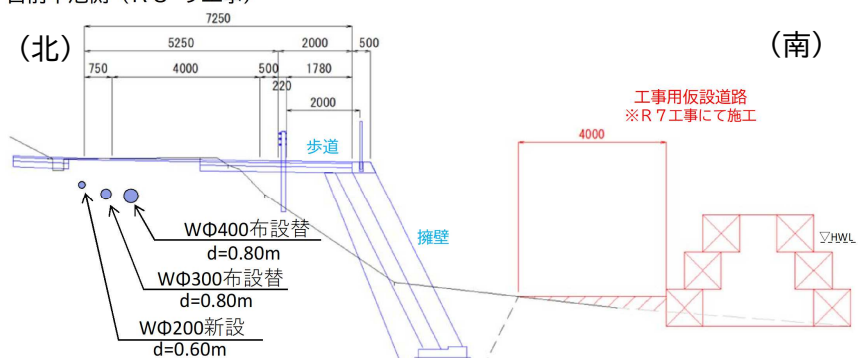 7250
(北)
5250
2000
500
(南)
750
4000
500
1780
220
2000
工事用仮設道路
※R7工事にて施工
4000
歩道
WΦ400布設替
d=0.80m
擁壁
▽HWL
WΦ300布設替
d=0.80m
WΦ200新設
d=0.60m